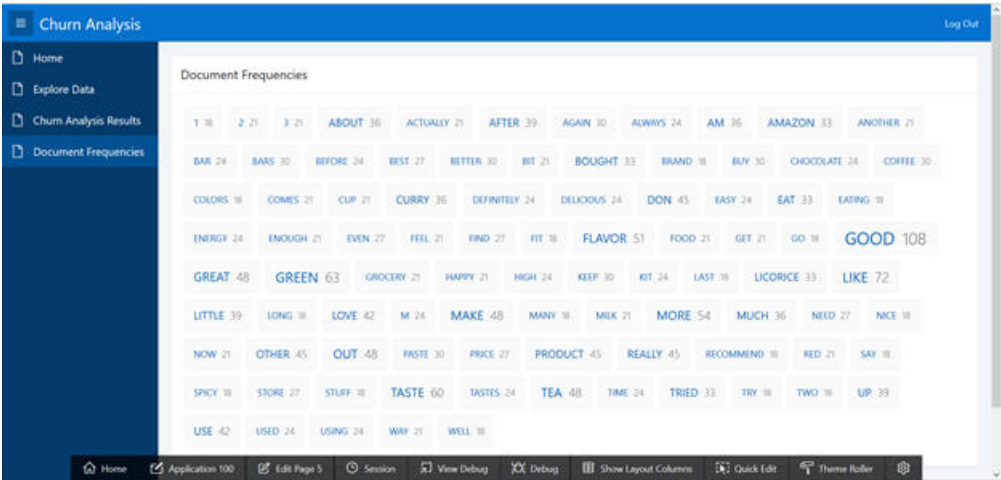 Churn Analysis Log Out
Home
Explore Data
Churn Analysis Results
Document Frequencies
Document Frequencies
1 18 2 21 3 21 ABOUT 36 ACTUALLY 21 AFTER 39 AGAIN 30 ALWAYS 24 AM 36 AMAZON 33 ANOTHER 21
BAR 24 BARS 30 BEFORE 24 BEST 27 BETTER 30 BIT 21 BOUGHT 33 BRAND 18 BUY 30 CHOCOLATE 24 COFFEE 30
COLORS 18 COMES 21 CUP 21 CURRY 36 DEFINITELY 24 DELICIOUS 24 DON 45 EASY 24 EAT 33 EATING 18
ENERGY 24 ENOUGH 21 EVEN 27 FEEL 21 FIND 27 FIT 18 FLAVOR 51 FOOD 21 GET 21 GO 18 GOOD 108
GREAT 48 GREEN 63 GROCERY 21 HAPPY 21 HIGH 24 KEEP 30 KIT 24 LAST 18 LICORICE 33 LIKE 72
LITTLE 39 LONG 18 LOVE 42 M 24 MAKE 48 MANY 18 MILK 21 MORE 54 MUCH 36 NEED 27 NICE 18
NOW 21 OTHER 45 OUT 48 PASTE 30 PRICE 27 PRODUCT 45 REALLY 45 RECOMMEND 18 RED 21 SAY 18
SPICY 18 STORE 27 STUFF 18 TASTE 60 TASTES 24 TEA 48 TIME 24 TRIED 33 TRY 18 TWO 18 UP 39
USE 42 USED 24 USING 24 WAY 21 WELL 18
Home Application 100 Edit Page 5 Session View Debug Debug Show Layout Columns Quick Edit Theme Roller